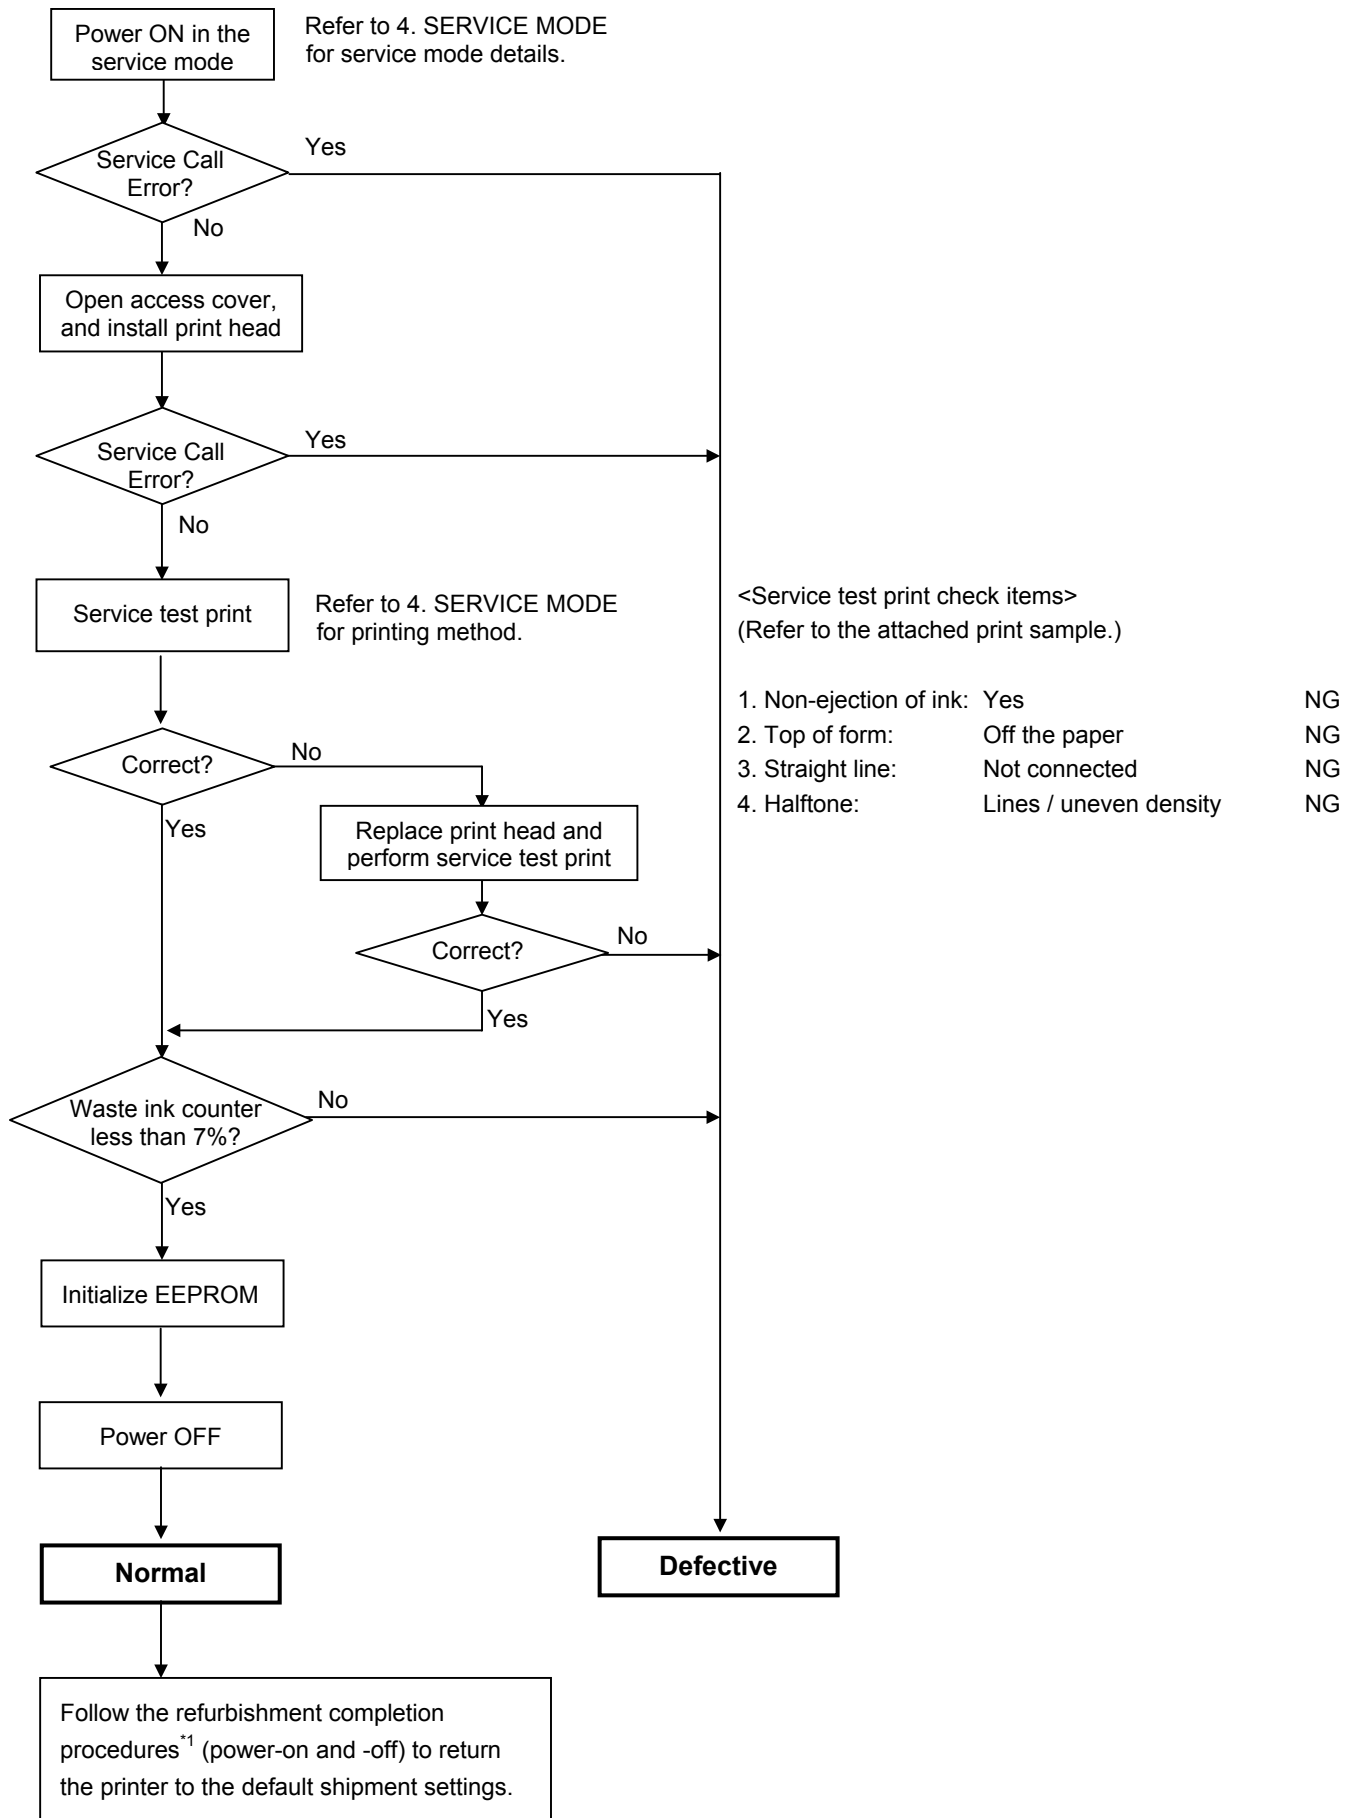 Power ON in the
service mode
Refer to 4. SERVICE MODE
for service mode details.
Service Call
Error?
Yes
No
Open access cover,
and install print head
Service Call
Error?
Yes
No
Service test print
Refer to 4. SERVICE MODE
for printing method.
<Service test print check items>
(Refer to the attached print sample.)
1. Non-ejection of ink: Yes NG
2. Top of form: Off the paper NG
3. Straight line: Not connected NG
4. Halftone: Lines / uneven density NG
Correct?
No
Yes
Replace print head and
perform service test print
Correct?
No
Yes
Waste ink counter
less than 7%?
No
Yes
Initialize EEPROM
Power OFF
Normal
Defective
Follow the refurbishment completion
procedures*1 (power-on and -off) to return
the printer to the default shipment settings.